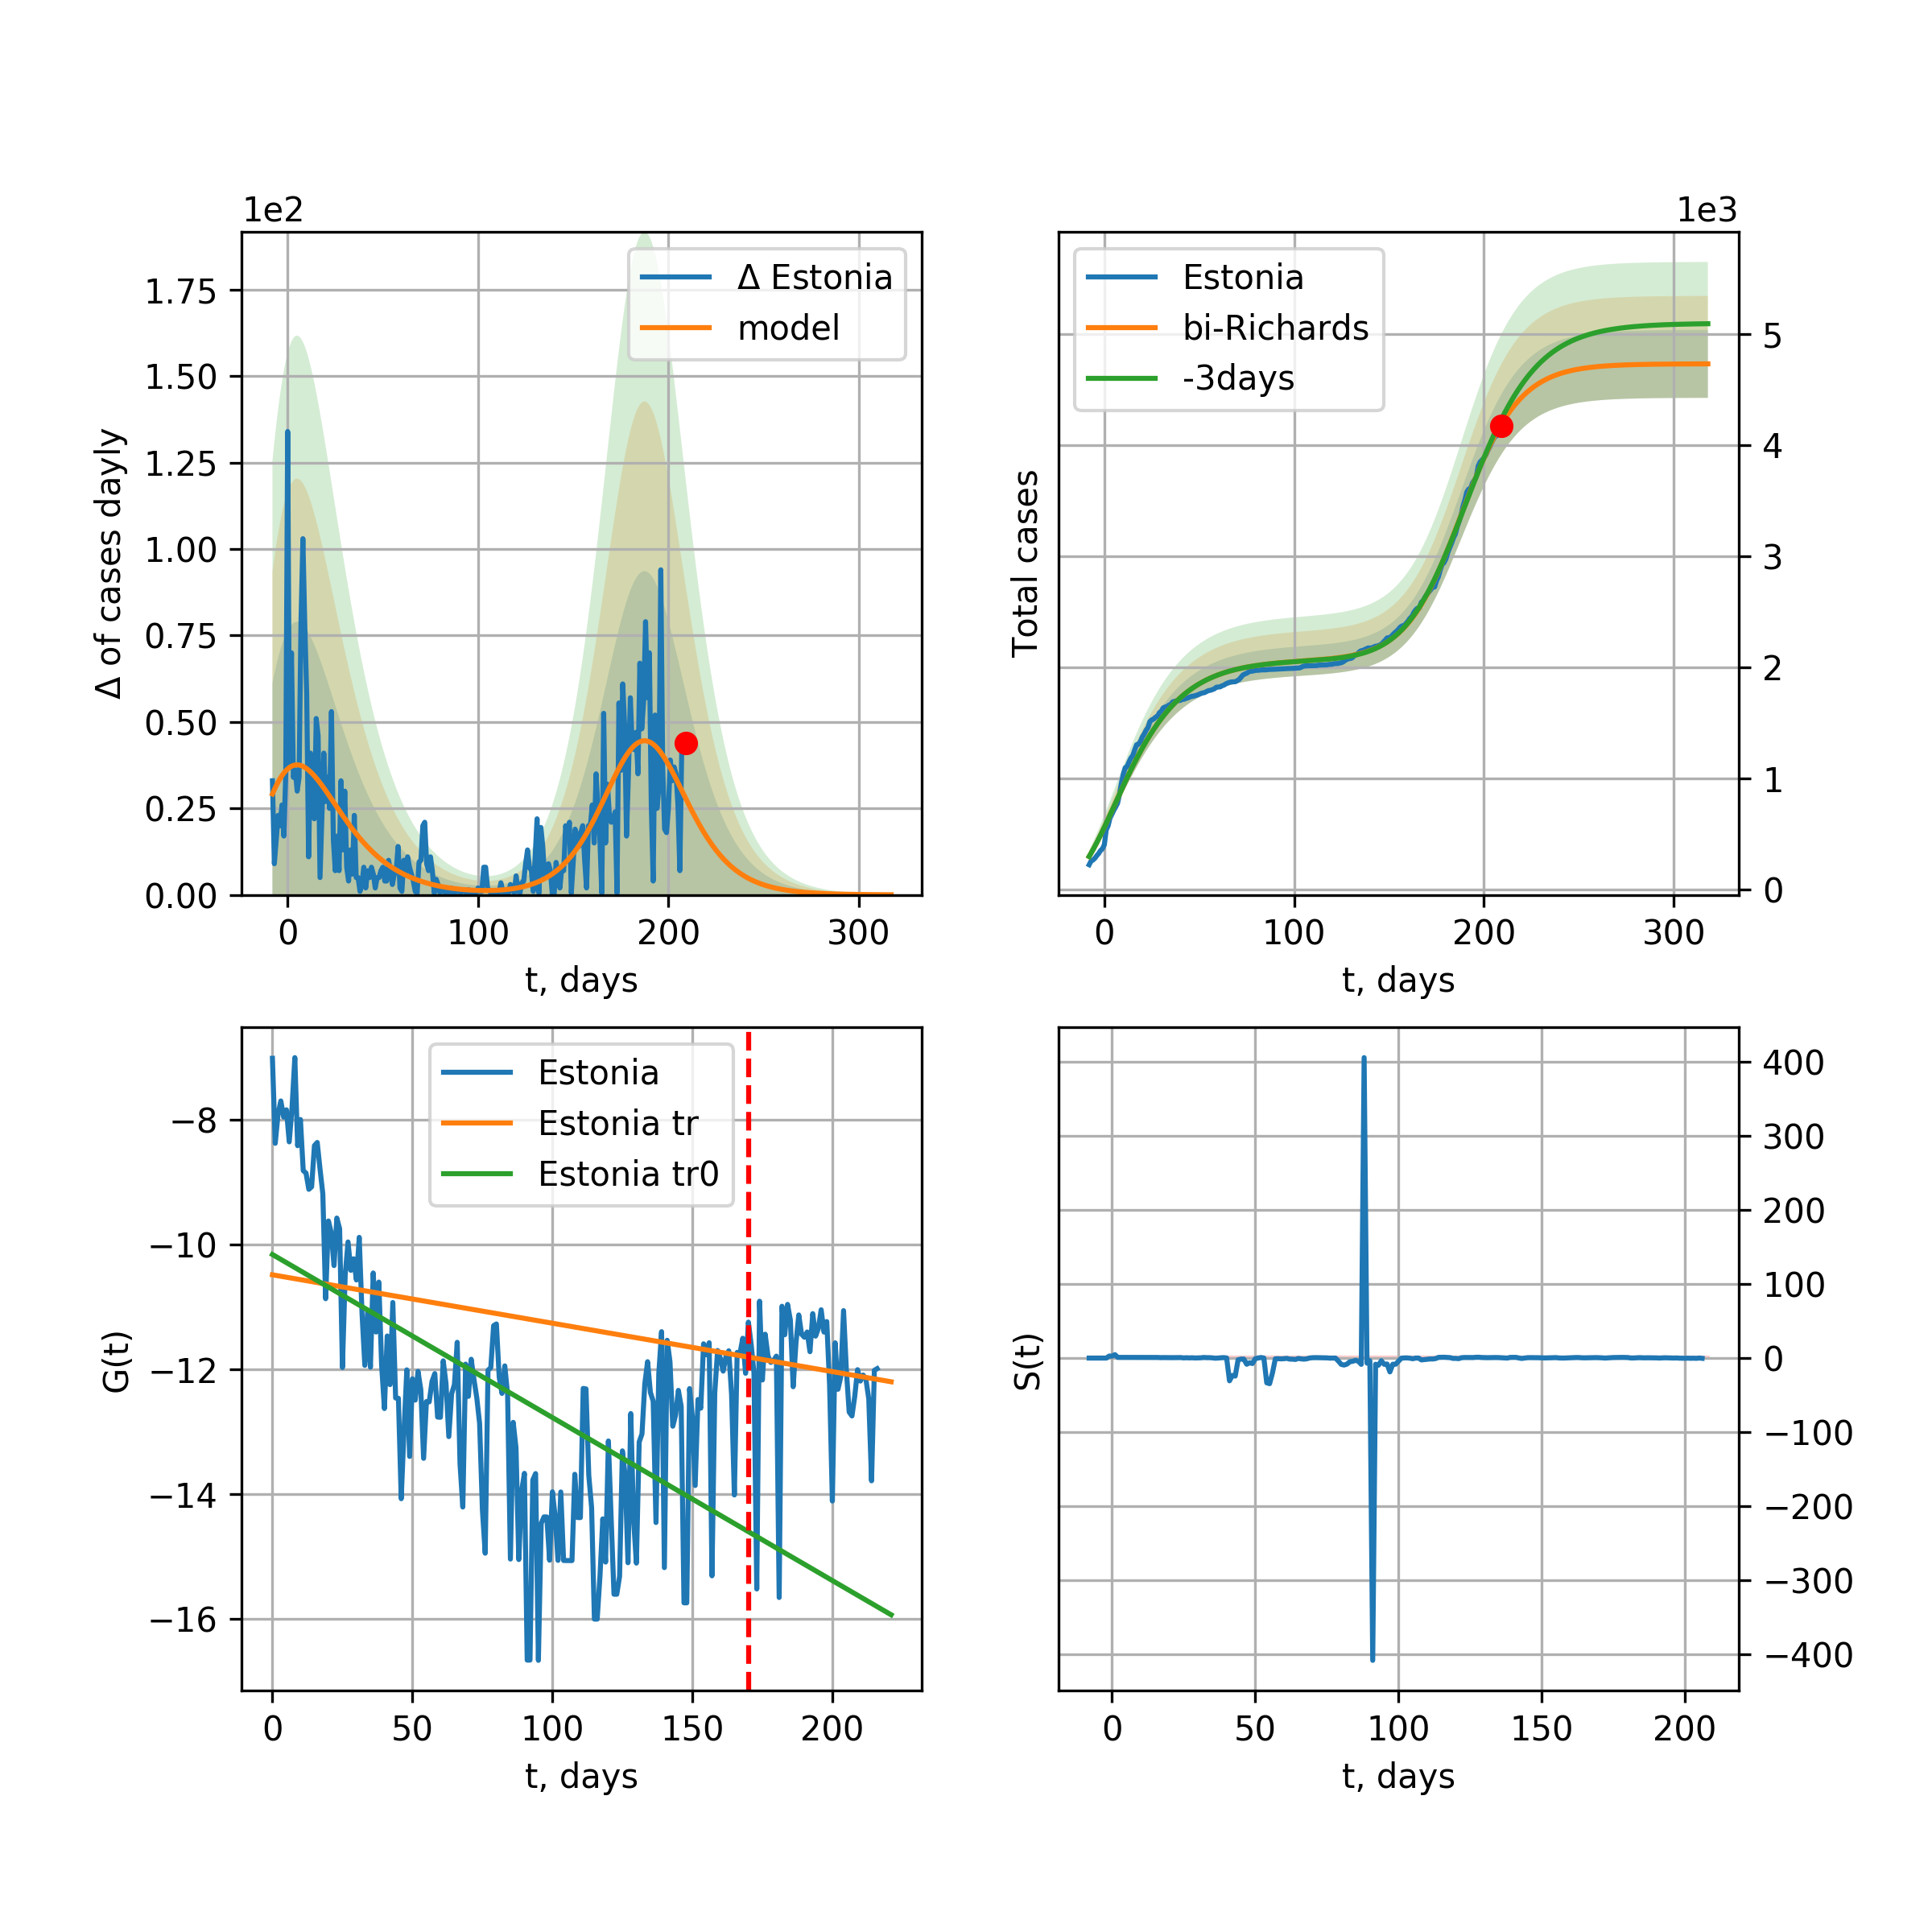 1e2
Δ of cases dayly
1.75
1.50
1.25
1.00
0.75
0.50
0.25
0.00
Δ Estonia
model
0 100 200 300
t, days
1e3
Total cases
Estonia
bi-Richards
-3days
5
4
3
2
1
0
0 100 200 300
t, days
G(t)
−8
−10
−12
−14
−16
Estonia
Estonia tr
Estonia tr0
0 50 100 150 200
t, days
S(t)
400
300
200
100
0
−100
−200
−300
−400
0 50 100 150 200
t, days